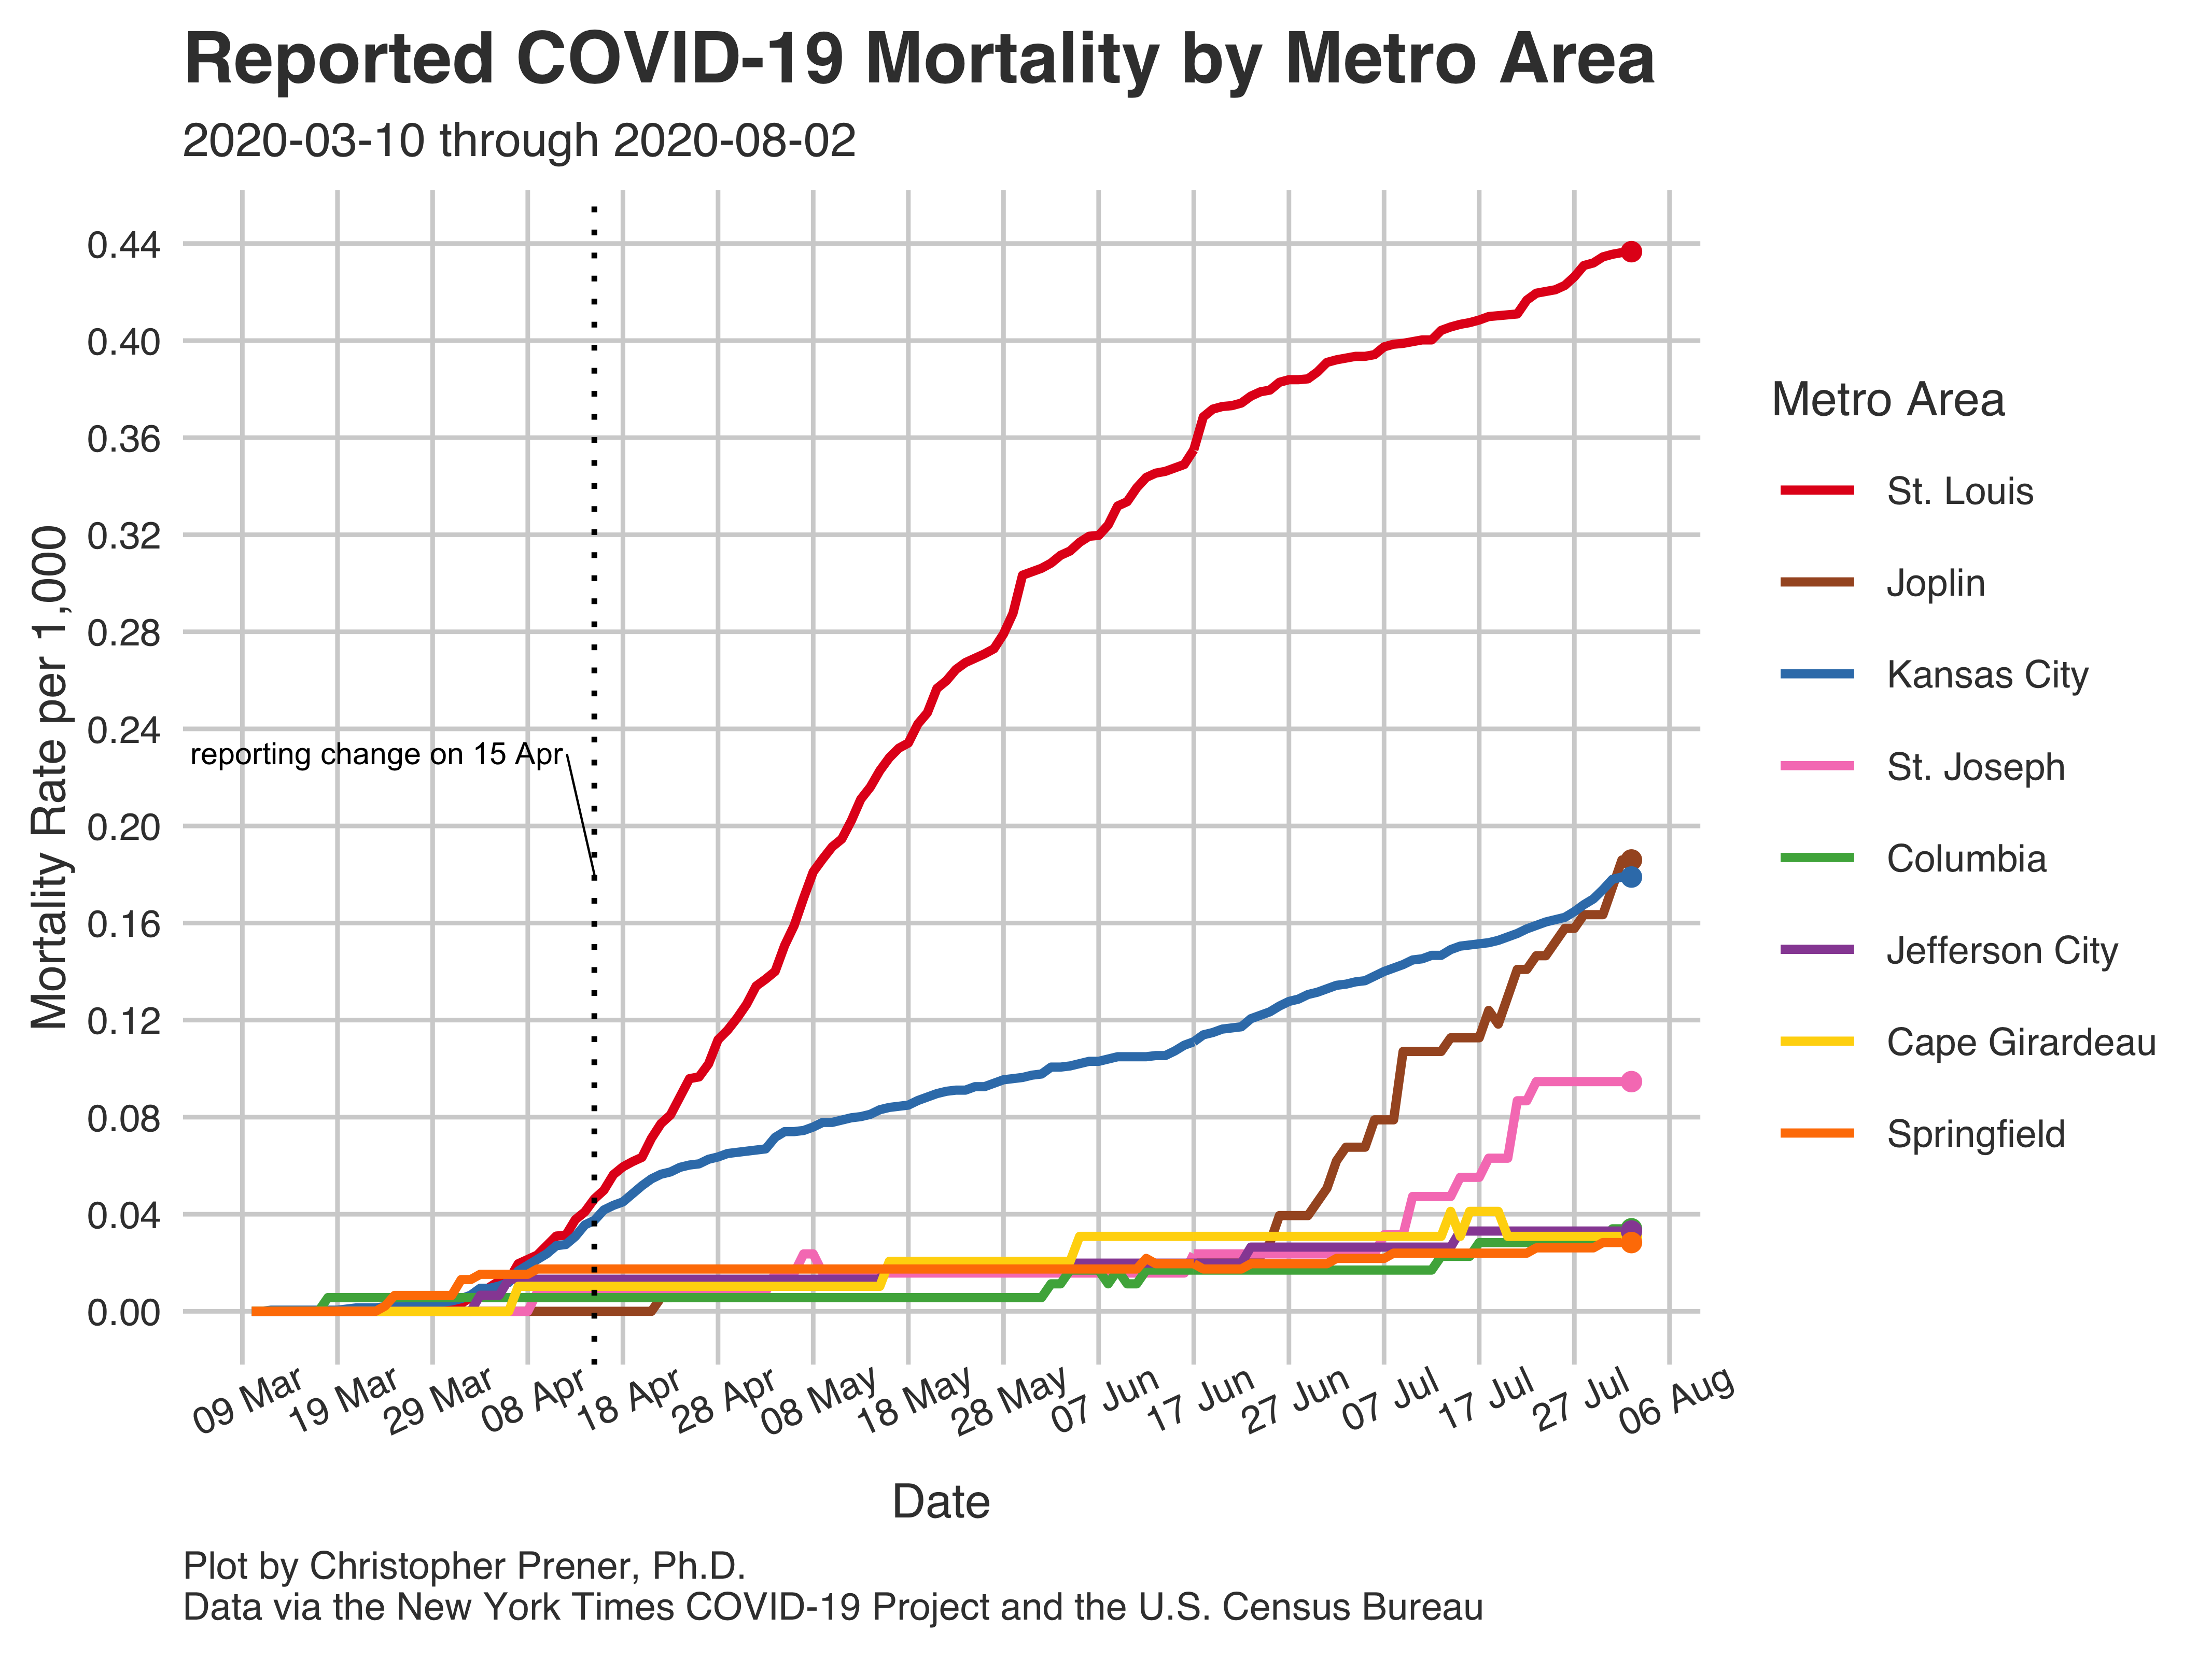 Reported COVID-19 Mortality by Metro Area
2020-03-10 through 2020-08-02
Mortality Rate per 1,000
0.44
0.40
0.36
0.32
0.28
0.24
0.20
0.16
0.12
0.08
0.04
0.00
reporting change on 15 Apr
09 Mar
19 Mar
29 Mar
08 Apr
18 Apr
28 Apr
08 May
18 May
28 May
07 Jun
17 Jun
27 Jun
07 Jul
17 Jul
27 Jul
06 Aug
Date
Metro Area
St. Louis
Joplin
Kansas City
St. Joseph
Columbia
Jefferson City
Cape Girardeau
Springfield
Plot by Christopher Prener, Ph.D.
Data via the New York Times COVID-19 Project and the U.S. Census Bureau